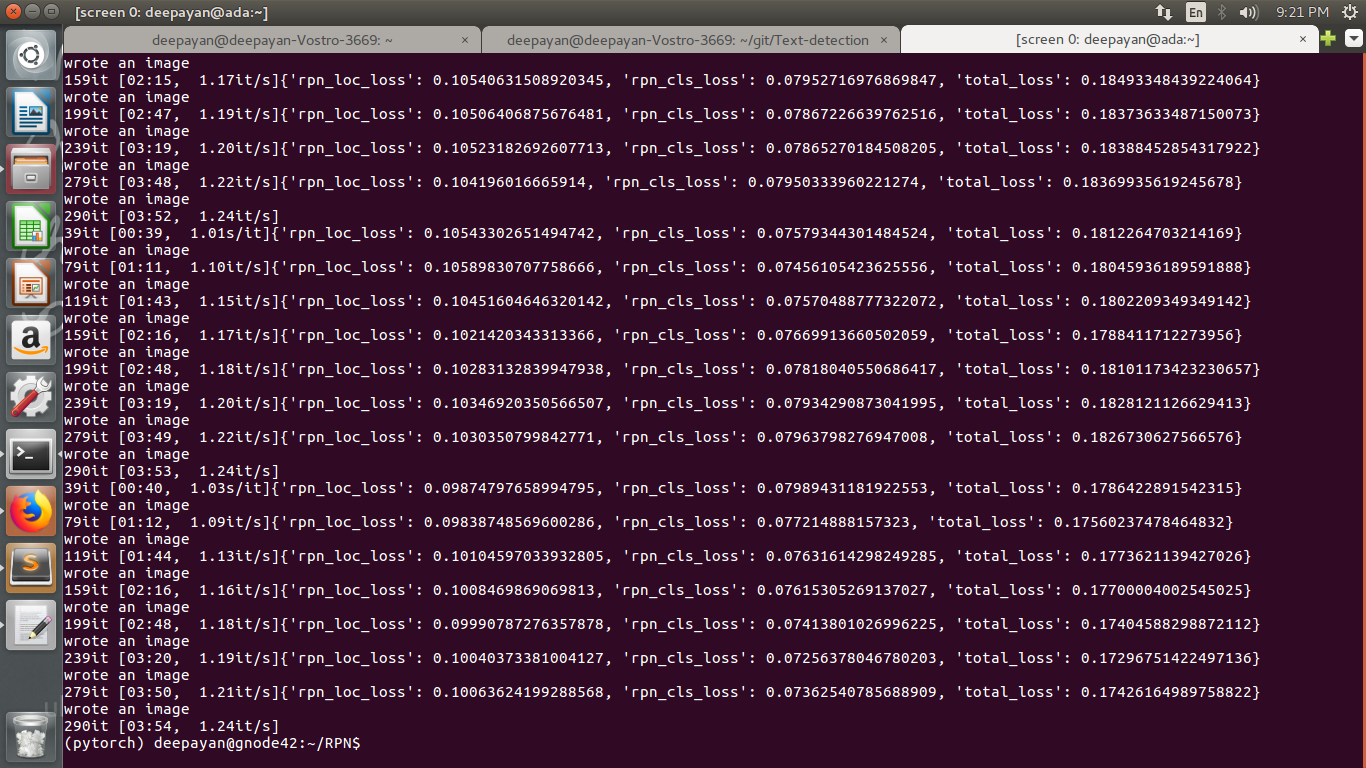 [screen 0: deepayan@ada:~]
En
9:21 PM
deepayan@deepayan-Vostro-3669: ~ ×
deepayan@deepayan-Vostro-3669: ~/git/Text-detection ×
[screen 0: deepayan@ada:~] ×
wrote an image
159it [02:15,  1.17it/s]{'rpn_loc_loss': 0.10540631508920345, 'rpn_cls_loss': 0.07952716976869847, 'total_loss': 0.18493348439224064}
wrote an image
199it [02:47,  1.19it/s]{'rpn_loc_loss': 0.10506406875676481, 'rpn_cls_loss': 0.07867226639762516, 'total_loss': 0.18373633487150073}
wrote an image
239it [03:19,  1.20it/s]{'rpn_loc_loss': 0.10523182692607713, 'rpn_cls_loss': 0.07865270184508205, 'total_loss': 0.18388452854317922}
wrote an image
279it [03:48,  1.22it/s]{'rpn_loc_loss': 0.104196016665914, 'rpn_cls_loss': 0.07950333960221274, 'total_loss': 0.18369935619245678}
wrote an image
290it [03:52,  1.24it/s]
39it [00:39,  1.01s/it]{'rpn_loc_loss': 0.10543302651494742, 'rpn_cls_loss': 0.07579344301484524, 'total_loss': 0.1812264703214169}
wrote an image
79it [01:11,  1.10it/s]{'rpn_loc_loss': 0.10589830707758666, 'rpn_cls_loss': 0.07456105423625556, 'total_loss': 0.18045936189591888}
wrote an image
119it [01:43,  1.15it/s]{'rpn_loc_loss': 0.10451604646320142, 'rpn_cls_loss': 0.07570488777322072, 'total_loss': 0.1802209349349142}
wrote an image
159it [02:16,  1.17it/s]{'rpn_loc_loss': 0.1021420343313366, 'rpn_cls_loss': 0.07669913660502059, 'total_loss': 0.1788411712273956}
wrote an image
199it [02:48,  1.18it/s]{'rpn_loc_loss': 0.10283132839947938, 'rpn_cls_loss': 0.07818040550686417, 'total_loss': 0.18101173423230657}
wrote an image
239it [03:19,  1.20it/s]{'rpn_loc_loss': 0.10346920350566507, 'rpn_cls_loss': 0.07934290873041995, 'total_loss': 0.1828121126629413}
wrote an image
279it [03:49,  1.22it/s]{'rpn_loc_loss': 0.1030350799842771, 'rpn_cls_loss': 0.07963798276947008, 'total_loss': 0.1826730627566576}
wrote an image
290it [03:53,  1.24it/s]
39it [00:40,  1.03s/it]{'rpn_loc_loss': 0.09874797658994795, 'rpn_cls_loss': 0.07989431181922553, 'total_loss': 0.1786422891542315}
wrote an image
79it [01:12,  1.09it/s]{'rpn_loc_loss': 0.09838748569600286, 'rpn_cls_loss': 0.077214888157323, 'total_loss': 0.17560237478464832}
wrote an image
119it [01:44,  1.13it/s]{'rpn_loc_loss': 0.10104597033932805, 'rpn_cls_loss': 0.07631614298249285, 'total_loss': 0.1773621139427026}
wrote an image
159it [02:16,  1.16it/s]{'rpn_loc_loss': 0.1008469869069813, 'rpn_cls_loss': 0.07615305269137027, 'total_loss': 0.17700004002545025}
wrote an image
199it [02:48,  1.18it/s]{'rpn_loc_loss': 0.09990787276357878, 'rpn_cls_loss': 0.07413801026996225, 'total_loss': 0.17404588298872112}
wrote an image
239it [03:20,  1.19it/s]{'rpn_loc_loss': 0.10040373381004127, 'rpn_cls_loss': 0.07256378046780203, 'total_loss': 0.17296751422497136}
wrote an image
279it [03:50,  1.21it/s]{'rpn_loc_loss': 0.10063624199288568, 'rpn_cls_loss': 0.07362540785688909, 'total_loss': 0.17426164989758822}
wrote an image
290it [03:54,  1.24it/s]
(pytorch) deepayan@gnode42:~/RPN$